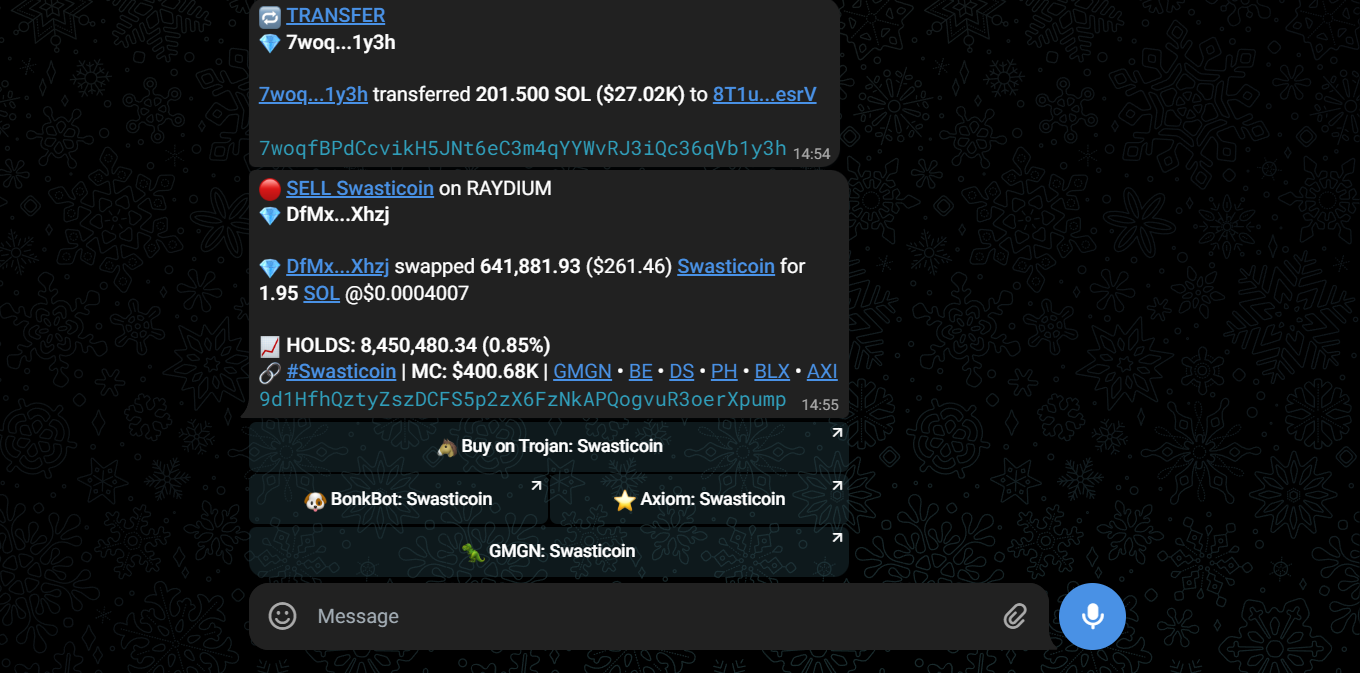 TRANSFER
7woq...1y3h
7woq...1y3h transferred 201.500 SOL ($27.02K) to 8T1u...esrV
7woqfBPdCcvikH5JNt6eC3m4qYYWvRJ3iQc36qVb1y3h 14:54
SELL Swasticoin on RAYDIUM
DfMx...Xhzj
DfMx...Xhzj swapped 641,881.93 ($261.46) Swasticoin for
1.95 SOL @$0.0004007
HOLDS: 8,450,480.34 (0.85%)
#Swasticoin | MC: $400.68K | GMGN • BE • DS • PH • BLX • AXI
9d1HfhQztyZszDCFS5p2zX6FzNkAPQogvuR3oerXpump 14:55
Buy on Trojan: Swasticoin
BonkBot: Swasticoin
Axiom: Swasticoin
GMGN: Swasticoin
Message